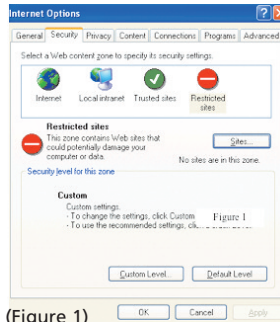 Internet Options
General Security Privacy Content Connections Programs Advanced
Select a Web content zone to specify its security settings.
Internet Local intranet Trusted sites Restricted sites
Restricted sites
This zone contains Web sites that
could potentially damage your
computer or data.
Sites...
No sites are in this zone.
Security level for this zone
Custom
Custom settings.
- To change the settings, click Custom
- To use the recommended settings, click
Figure 1
Custom Level... Default Level
OK Cancel Apply
(Figure 1)